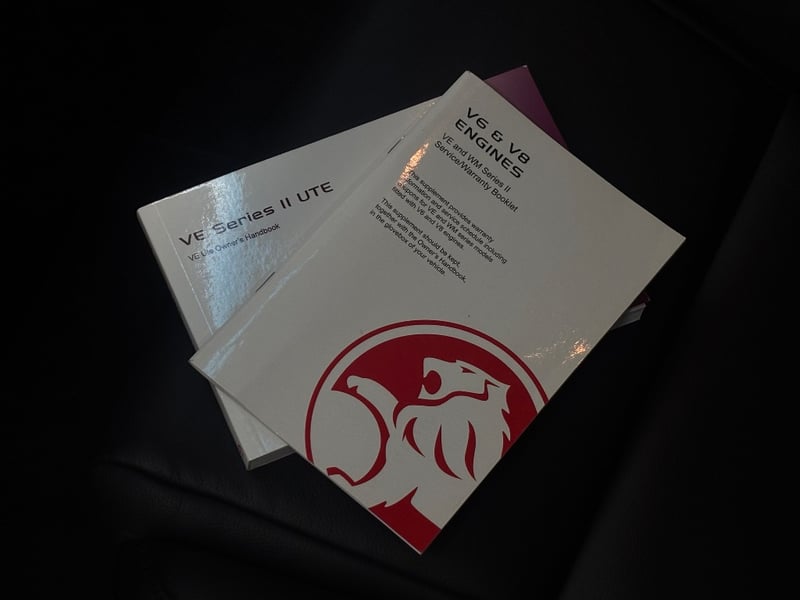 VE Series II UTE
VE Ute Owner's Handbook
V6 & V8
ENGINES
VE and WM Series II
Service/Warranty Booklet
This supplement provides warranty
information and service schedule including
coupons for VE and WM series models
fitted with V6 and V8 engines.
This supplement should be kept,
together with the Owner's Handbook,
in the glovebox of your vehicle.